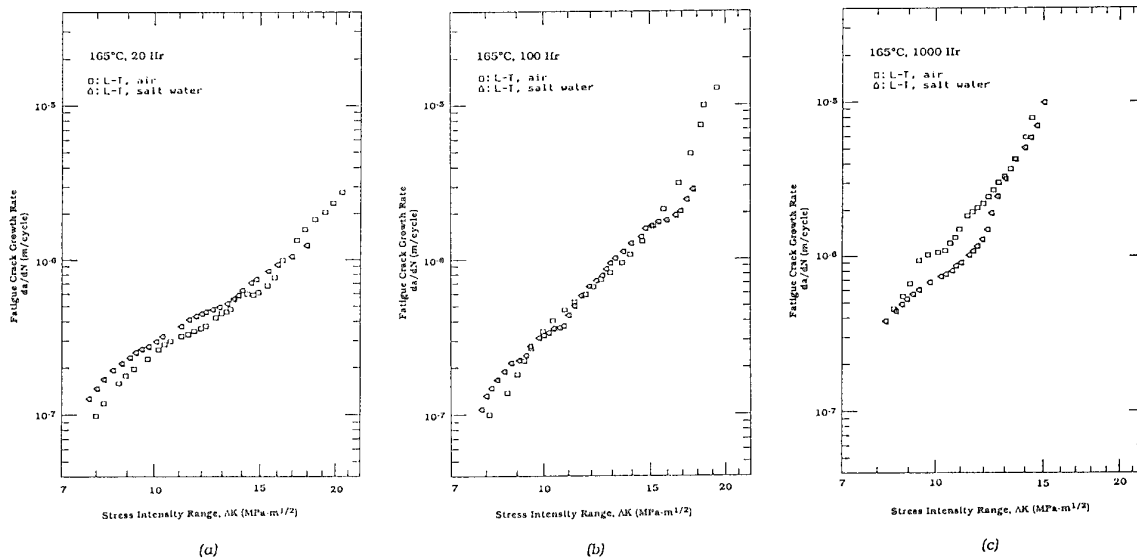 165°C, 20 Hr
□: L-T, air
△: L-T, salt water
10-5
10-6
10-7
Fatigue Crack Growth Rate
da/dN (m/cycle)
7
10
15
20
Stress Intensity Range, ΔK (MPa·m1/2)
(a)
165°C, 100 Hr
□: L-T, air
△: L-T, salt water
10-5
10-6
10-7
Fatigue Crack Growth Rate
da/dN (m/cycle)
7
10
15
20
Stress Intensity Range, ΔK (MPa·m1/2)
(b)
165°C, 1000 Hr
□: L-T, air
△: L-T, salt water
10-5
10-6
10-7
Fatigue Crack Growth Rate
da/dN (m/cycle)
7
10
15
20
Stress Intensity Range, ΔK (MPa·m1/2)
(c)